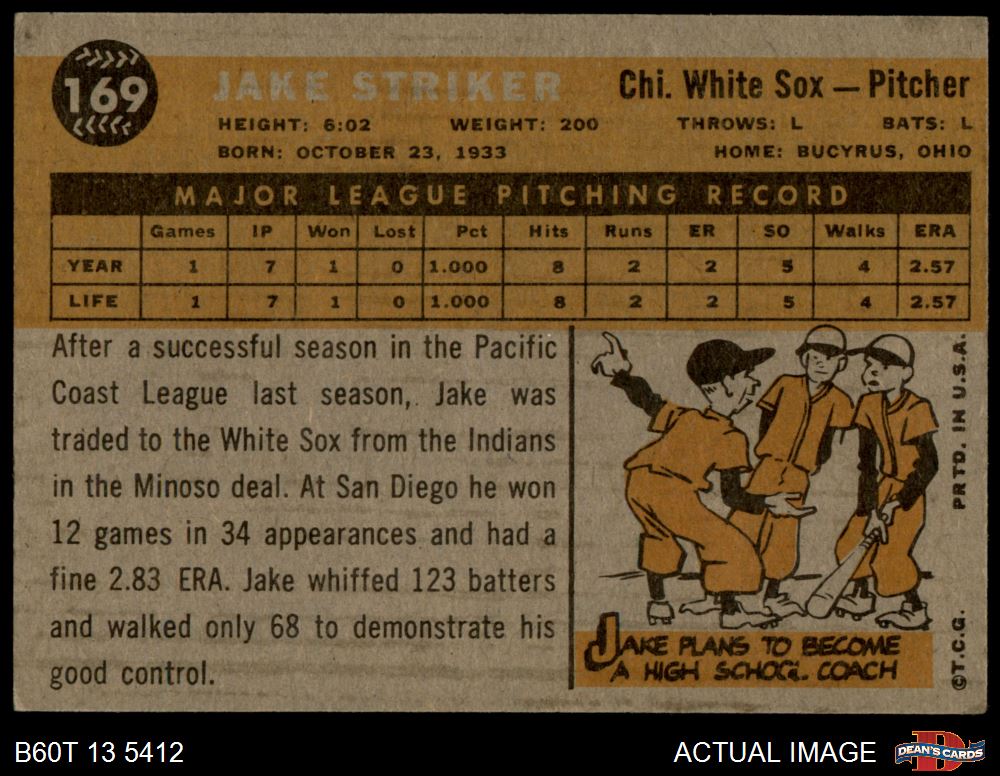 169
JAKE STRIKER
Chi. White Sox — Pitcher
HEIGHT: 6:02 WEIGHT: 200 THROWS: L BATS: L
BORN: OCTOBER 23, 1933 HOME: BUCYRUS, OHIO
MAJOR LEAGUE PITCHING RECORD
Games IP Won Lost Pct Hits Runs ER SO Walks ERA
YEAR 1 7 1 0 1.000 8 2 2 5 4 2.57
LIFE 1 7 1 0 1.000 8 2 2 5 4 2.57
After a successful season in the Pacific
Coast League last season, Jake was
traded to the White Sox from the Indians
in the Minoso deal. At San Diego he won
12 games in 34 appearances and had a
fine 2.83 ERA. Jake whiffed 123 batters
and walked only 68 to demonstrate his
good control.
JAKE PLANS TO BECOME
A HIGH SCHOOL COACH
©T.C.G. PRTD. IN U.S.A.
B60T 13 5412
ACTUAL IMAGE
DEAN'S CARDS